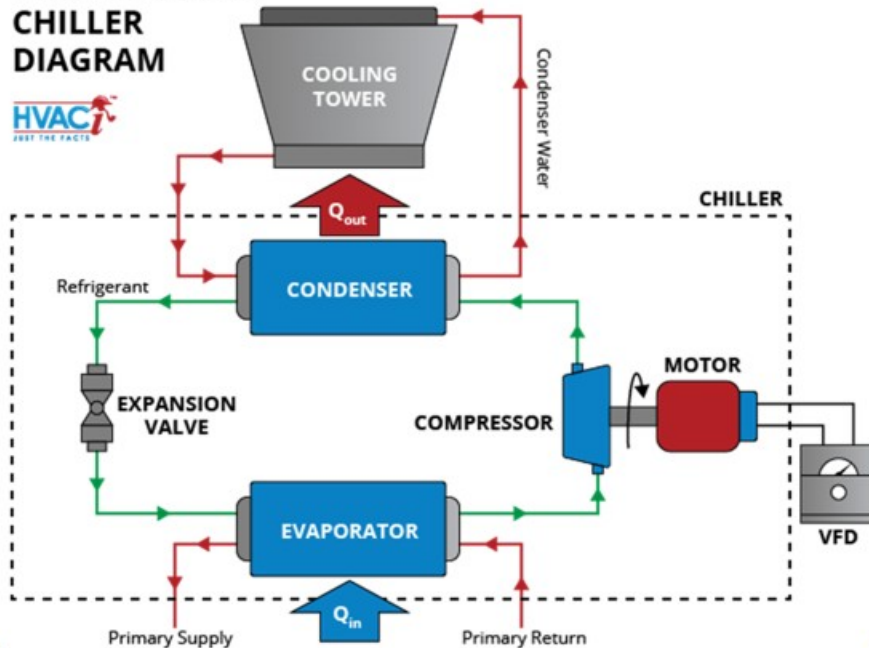 CHILLER
DIAGRAM
HVACi
JUST THE FACTS
COOLING
TOWER
Condenser Water
Qout
CHILLER
CONDENSER
Refrigerant
MOTOR
EXPANSION
VALVE
COMPRESSOR
EVAPORATOR
VFD
Qin
Primary Supply
Primary Return